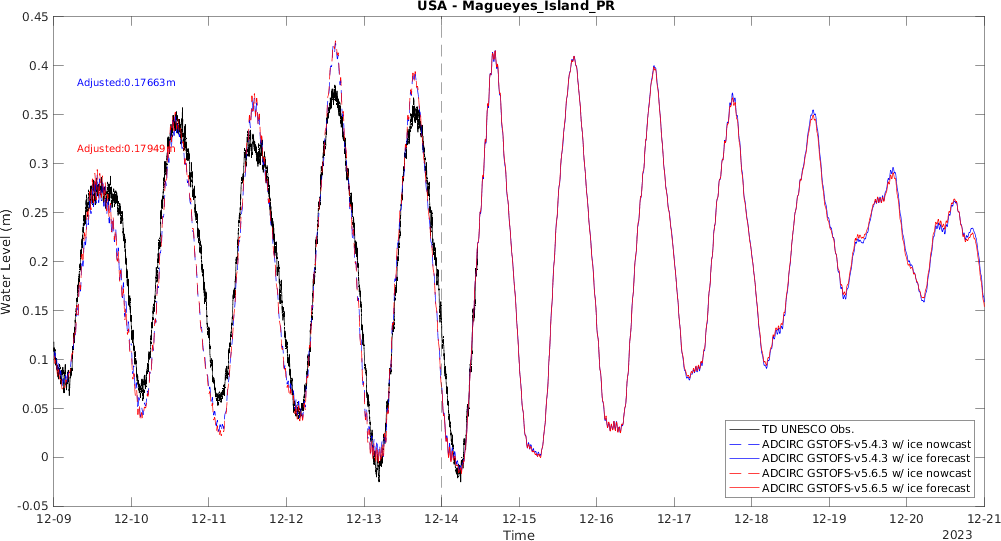 USA - Magueyes_Island_PR
0.45
0.4
0.35
0.3
0.25
0.2
0.15
0.1
0.05
0
-0.05
Water Level (m)
Adjusted:0.17663m
Adjusted:0.17949m
TD UNESCO Obs.
ADCIRC GSTOFS-v5.4.3 w/ ice nowcast
ADCIRC GSTOFS-v5.4.3 w/ ice forecast
ADCIRC GSTOFS-v5.6.5 w/ ice nowcast
ADCIRC GSTOFS-v5.6.5 w/ ice forecast
12-09 12-10 12-11 12-12 12-13 12-14 12-15 12-16 12-17 12-18 12-19 12-20 12-21
Time
2023